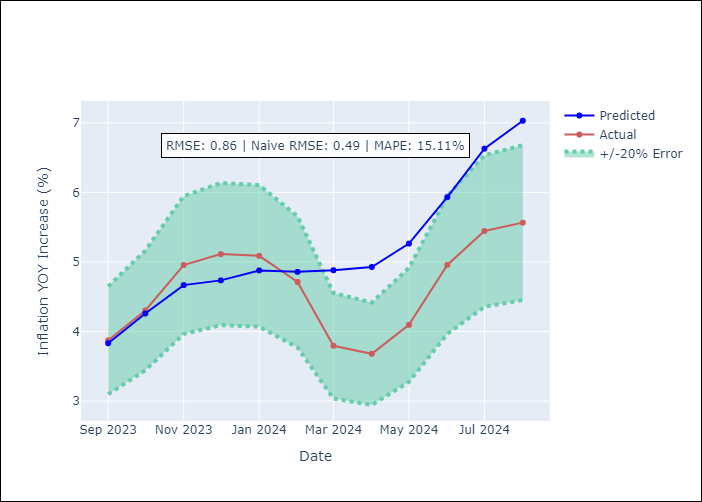 RMSE: 0.86 | Naive RMSE: 0.49 | MAPE: 15.11%
Predicted
Actual
+/-20% Error
Inflation YOY Increase (%)
7
6
5
4
3
Sep 2023 Nov 2023 Jan 2024 Mar 2024 May 2024 Jul 2024
Date